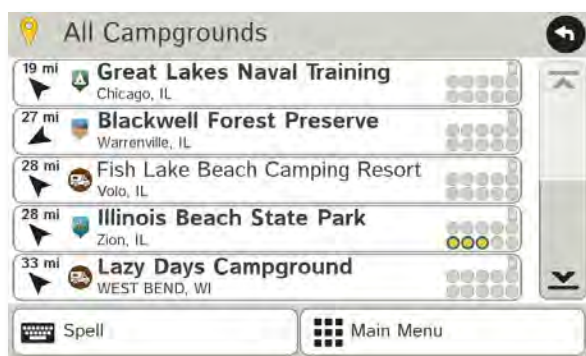 All Campgrounds
19 mi
Great Lakes Naval Training
Chicago, IL
27 mi
Blackwell Forest Preserve
Warrenville, IL
28 mi
Fish Lake Beach Camping Resort
Volo, IL
28 mi
Illinois Beach State Park
Zion, IL
33 mi
Lazy Days Campground
WEST BEND, WI
Spell
Main Menu